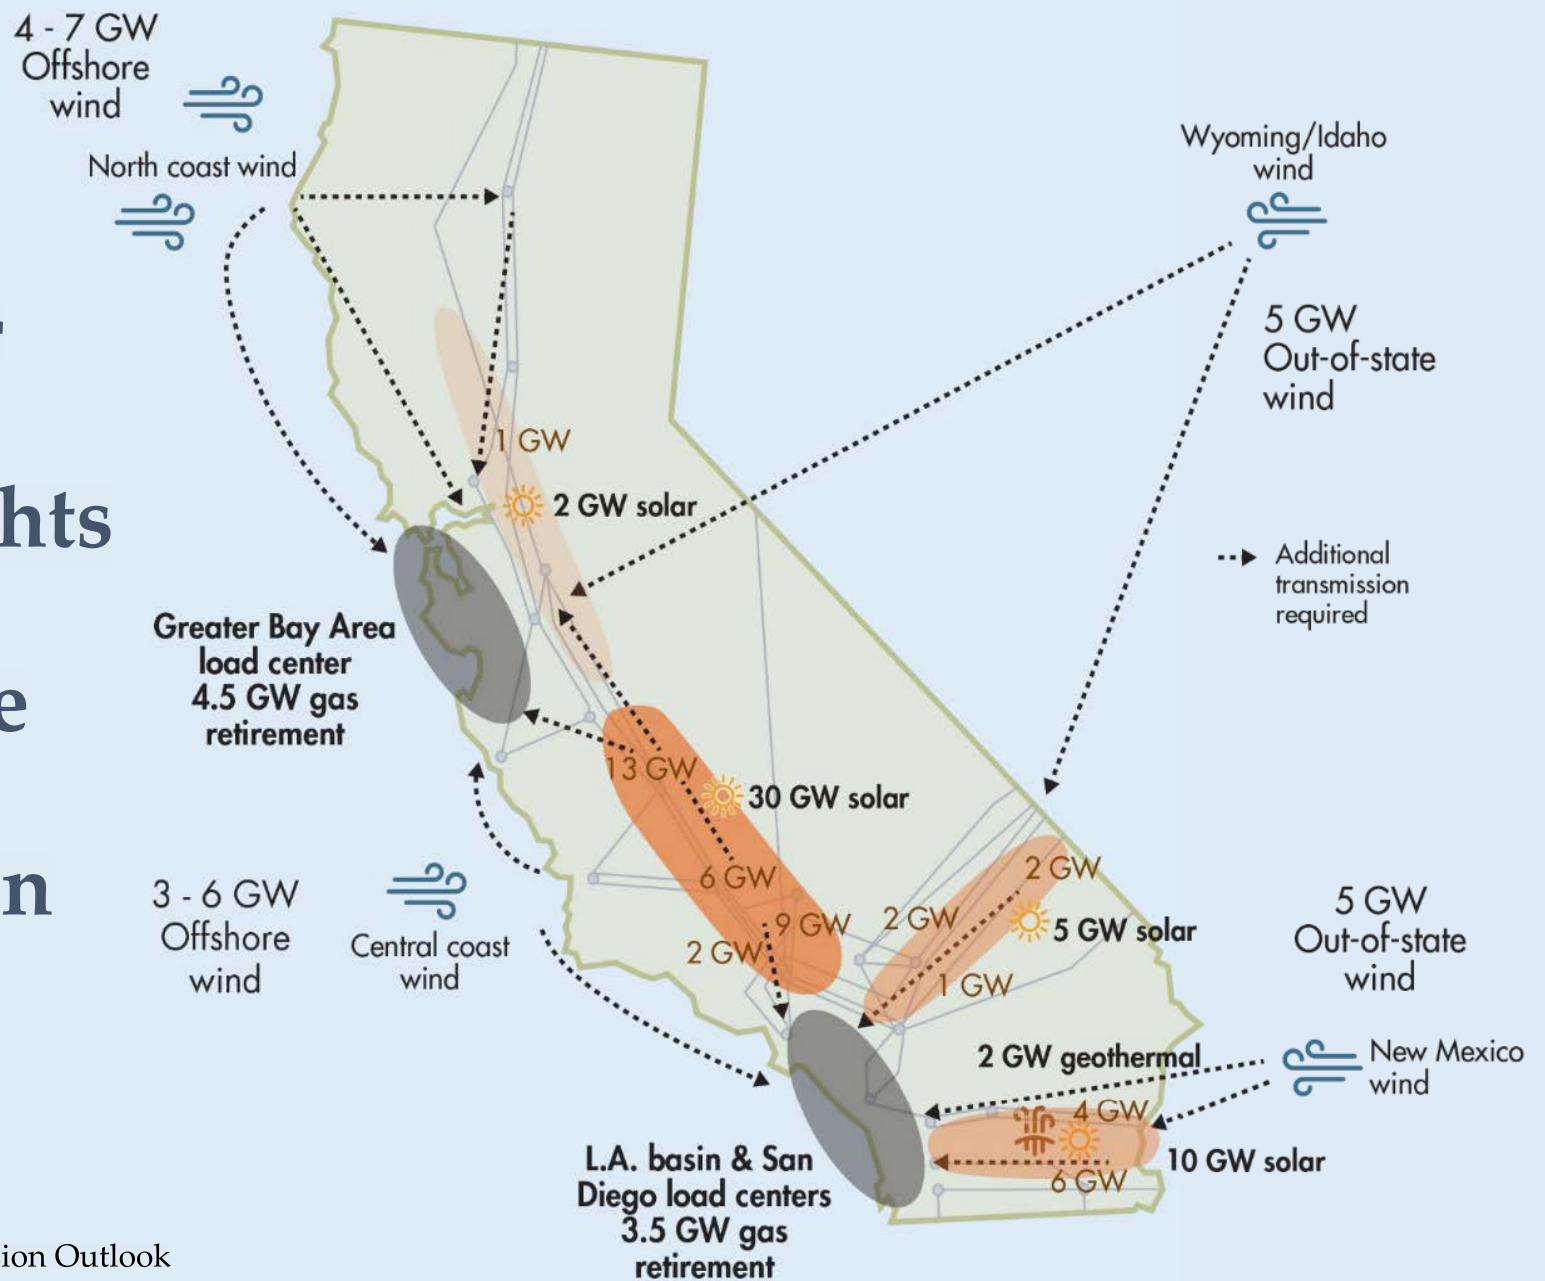 4 - 7 GW
Offshore
wind
North coast wind
Wyoming/Idaho
wind
5 GW
Out-of-state
wind
1 GW
2 GW solar
hts
Additional
transmission
required
Greater Bay Area
load center
4.5 GW gas
retirement
e
13 GW
30 GW solar
6 GW
9 GW
2 GW
2 GW
2 GW
5 GW solar
1 GW
n
3 - 6 GW
Offshore
wind
Central coast
wind
5 GW
Out-of-state
wind
2 GW geothermal
New Mexico
wind
4 GW
10 GW solar
6 GW
L.A. basin & San
Diego load centers
3.5 GW gas
retirement
ion Outlook